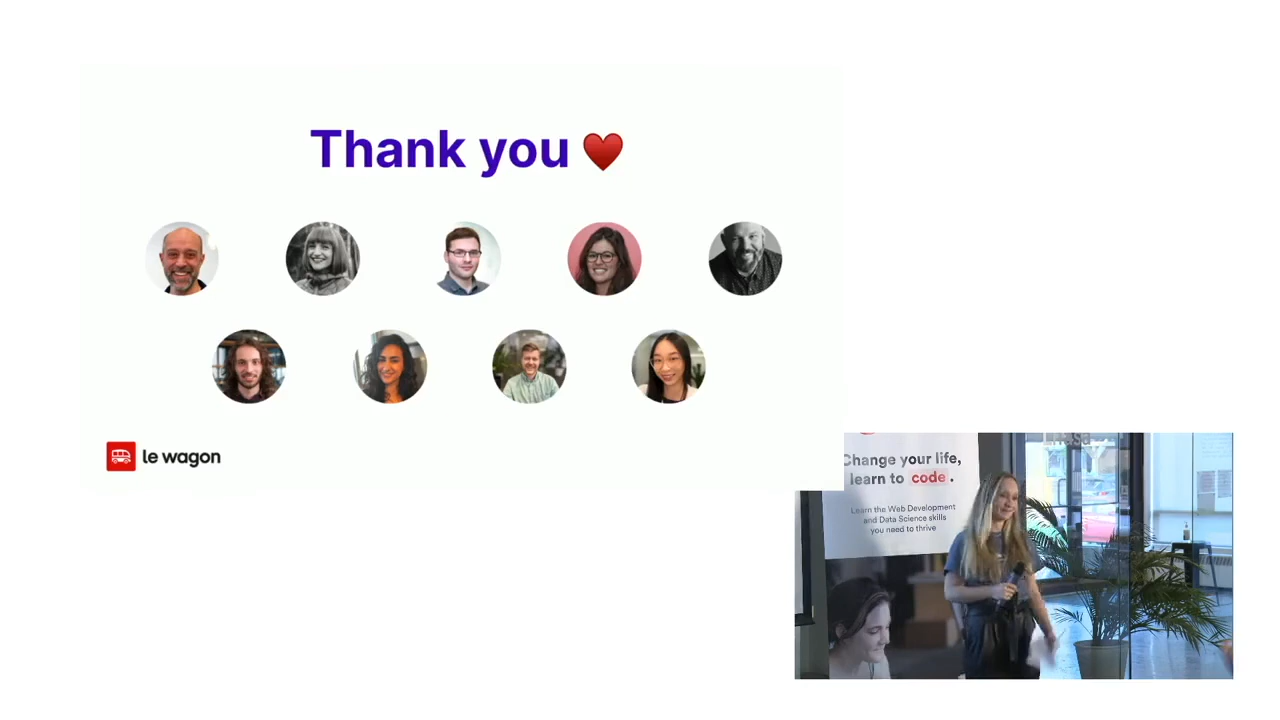 Thank you ♥
le wagon
Change your life,
learn to code.
Learn the Web Development
and Data Science skills
you need to thrive